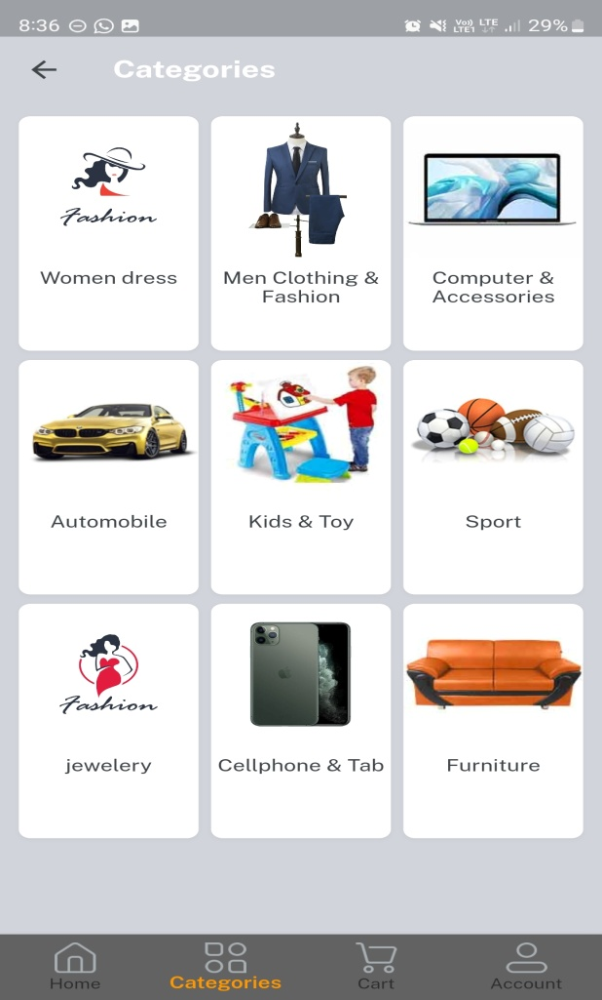 8:36 Vo)) LTE1 LTE 29%
Categories
Fashion
Women dress
Men Clothing &
Fashion
Computer &
Accessories
Automobile
Kids & Toy
Sport
Fashion
jewelery
Cellphone & Tab
Furniture
Home
Categories
Cart
Account